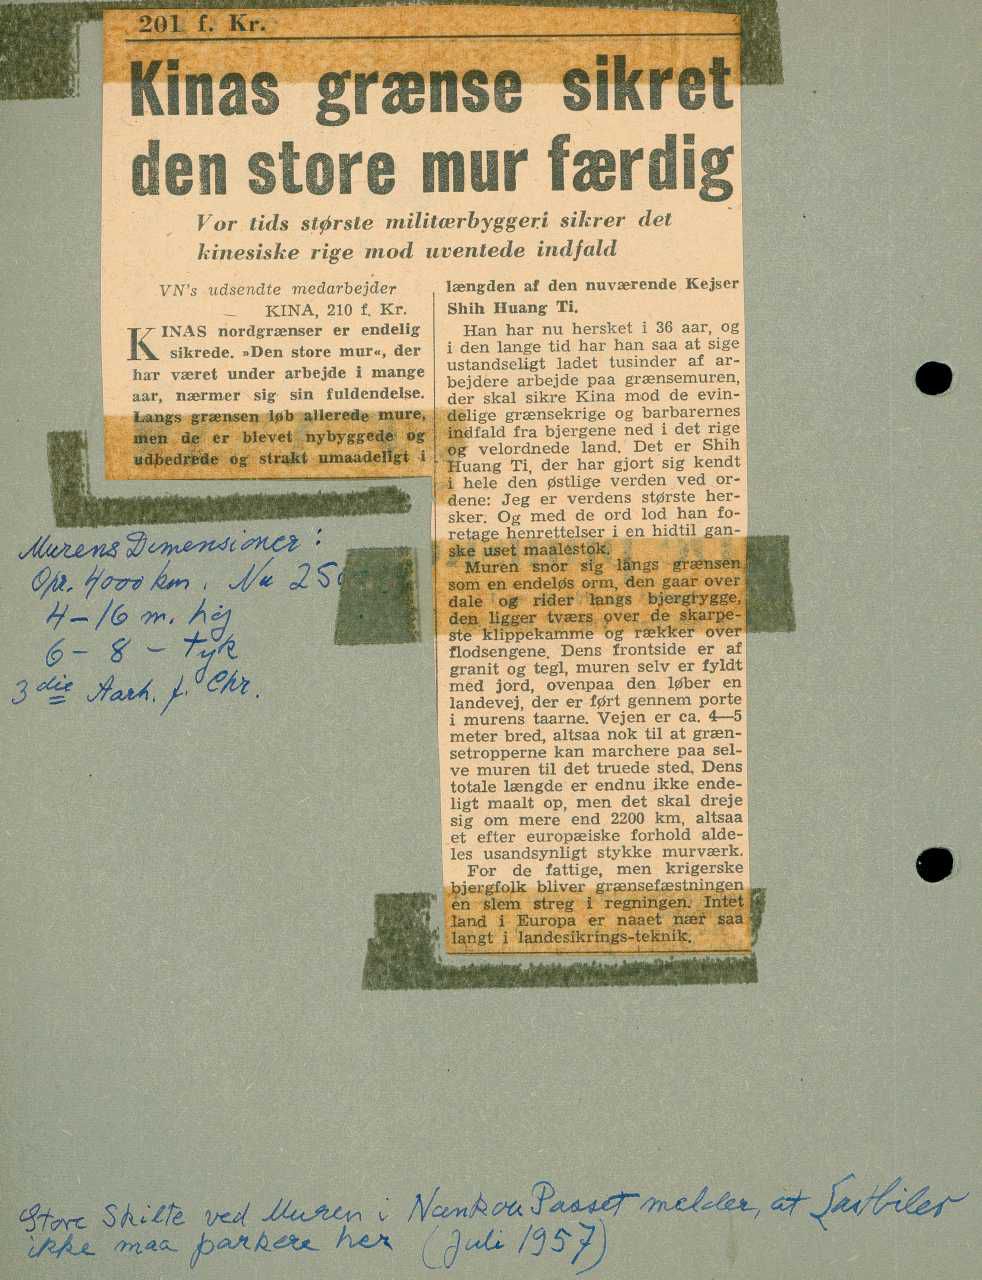 201 f. Kr.
Kinas grænse sikret
den store mur færdig
Vor tids største militærbyggeri sikrer det
kinesiske rige mod uventede indfald
VN's udsendte medarbejder
KINA, 210 f. Kr.
KINAS nordgrænser er endelig
sikrede. »Den store mur«, der
har været under arbejde i mange
aar, nærmer sig sin fuldendelse.
Langs grænsen løb allerede mure,
men de er blevet nybyggede og
udbedrede og strakt umaadeligt i
længden af den nuværende Kejser
Shih Huang Ti.
Han har nu hersket i 36 aar, og
i den lange tid har han saa at sige
ustandseligt ladet tusinder af ar-
bejdere arbejde paa grænsemuren,
der skal sikre Kina mod de evin-
delige grænsekrige og barbarernes
indfald fra bjergene ned i det rige
og velordnede land. Det er Shih
Huang Ti, der har gjort sig kendt
i hele den østlige verden ved or-
dene: Jeg er verdens største her-
sker. Og med de ord lod han fo-
retage henrettelser i en hidtil gan-
ske uset maalestok.
Muren snor sig langs grænsen
som en endeløs orm, den gaar over
dale og rider langs bjergrygge,
den ligger tværs over de skarpe-
ste klippekamme og rækker over
flodsengene. Dens frontside er af
granit og tegl, muren selv er fyldt
med jord, ovenpaa den løber en
landevej, der er ført gennem porte
i murens taarne. Vejen er ca. 4—5
meter bred, altsaa nok til at græn-
setropperne kan marchere paa sel-
ve muren til det truede sted. Dens
totale længde er endnu ikke ende-
ligt maalt op, men det skal dreje
sig om mere end 2200 km, altsaa
et efter europæiske forhold alde-
les usandsynligt stykke murværk.
For de fattige, men krigerske
bjergfolk bliver grænsefæstningen
en slem streg i regningen. Intet
land i Europa er naaet nær saa
langt i landesikrings-teknik.
Murens Dimensioner:
Opr. 4000 km. Nu
4-16 m. høj
6-8 - tyk
3die Aarh. f. Chr.
Store Skilte ved Muren i Nankou Passet melder, at Lastbiler
ikke maa parkere her (Juli 1957)